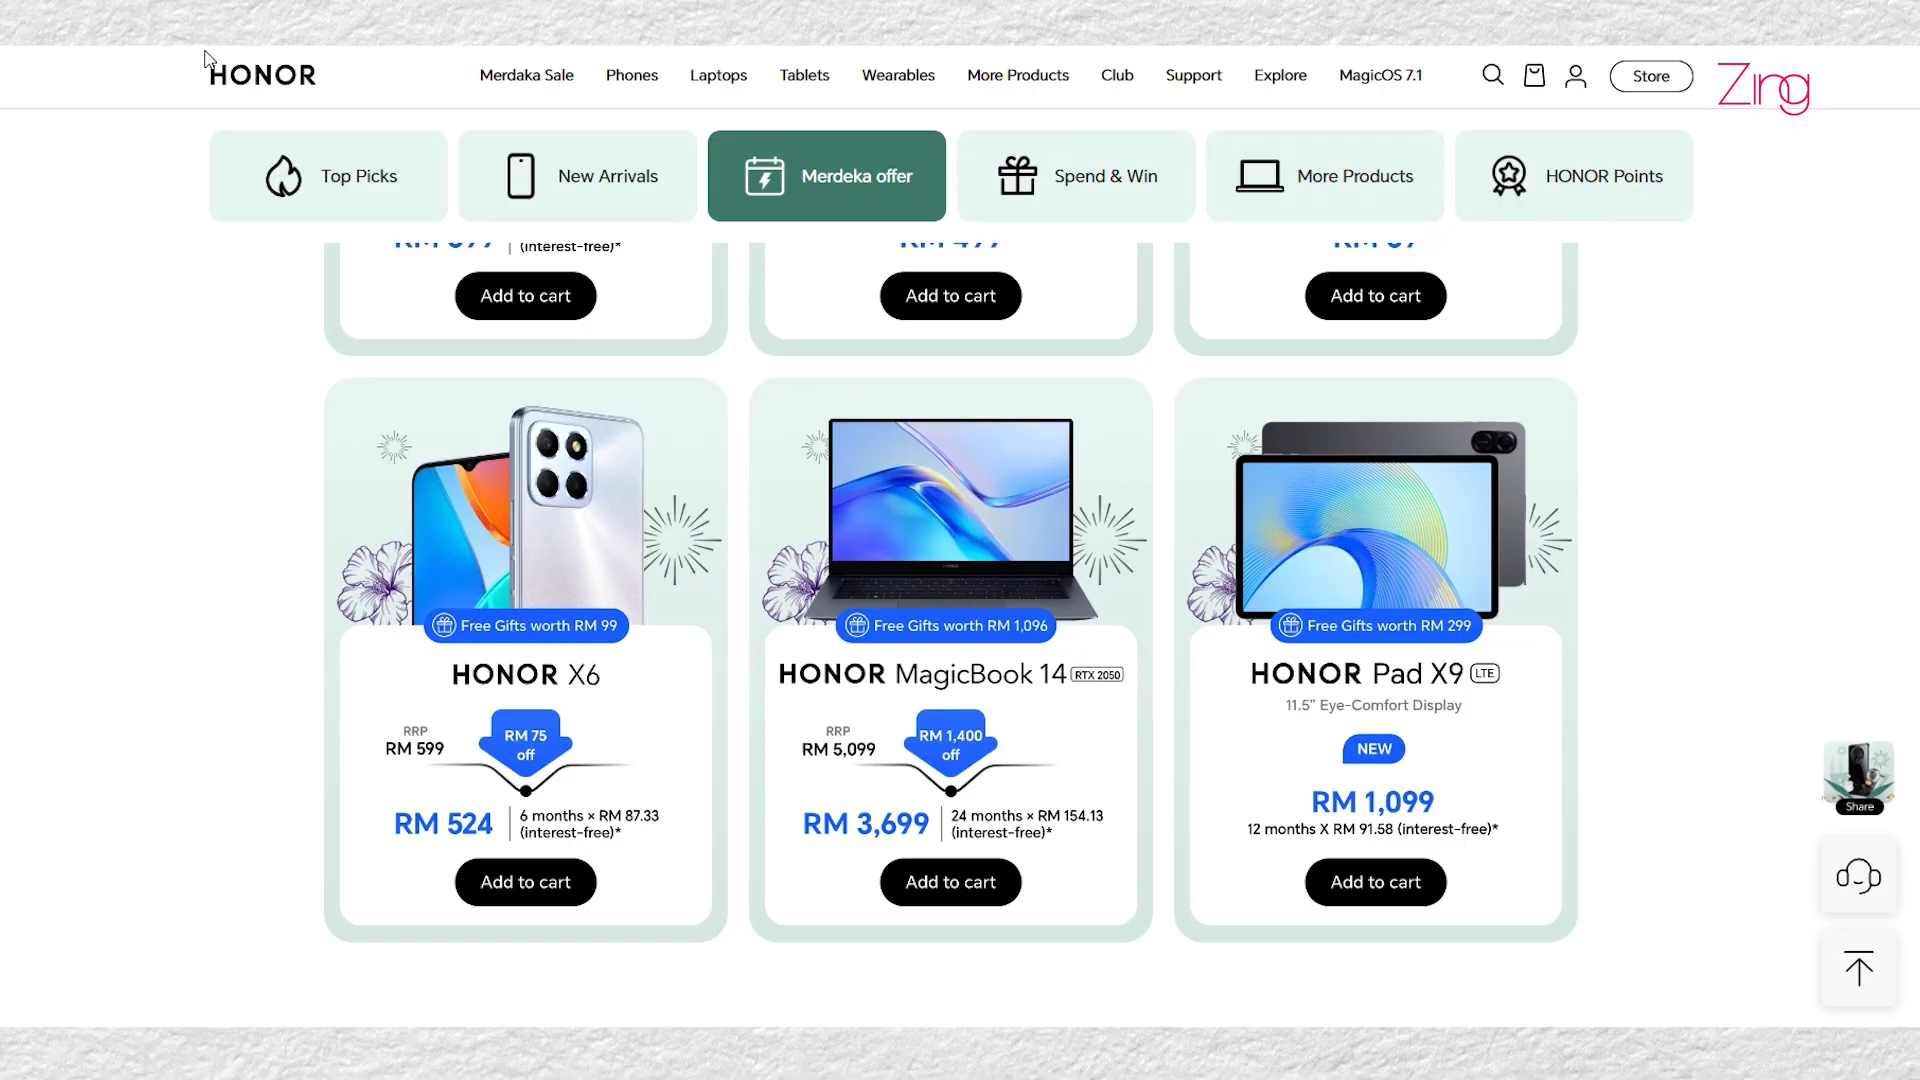 HONOR
Merdaka Sale
Phones
Laptops
Tablets
Wearables
More Products
Club
Support
Explore
MagicOS 7.1
Store
Zing
Top Picks
New Arrivals
Merdeka offer
Spend & Win
More Products
HONOR Points
(interest-free)*
Add to cart
Add to cart
Add to cart
Free Gifts worth RM 99
HONOR X6
RRP
RM 599
RM 75
off
RM 524
6 months × RM 87.33
(interest-free)*
Add to cart
Free Gifts worth RM 1,096
HONOR MagicBook 14 RTX 2050
RRP
RM 5,099
RM 1,400
off
RM 3,699
24 months × RM 154.13
(interest-free)*
Add to cart
Free Gifts worth RM 299
HONOR Pad X9 LTE
11.5” Eye-Comfort Display
NEW
RM 1,099
12 months X RM 91.58 (interest-free)*
Add to cart
Share